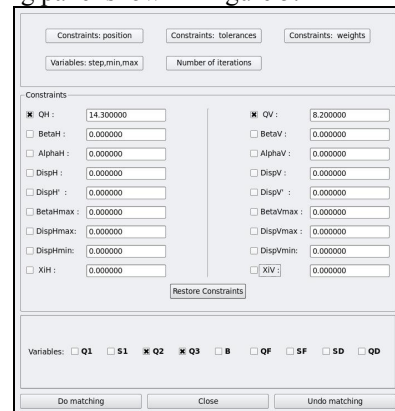 Constraints: position Constraints: tolerances Constraints: weights
Variables: step,min,max Number of iterations
Constraints
QH : 14.300000 QV : 8.200000
BetaH : 0.000000 BetaV : 0.000000
AlphaH : 0.000000 AlphaV : 0.000000
DispH : 0.000000 DispV : 0.000000
DispH' : 0.000000 DispV' : 0.000000
BetaHmax : 0.000000 BetaVmax : 0.000000
DispHmax: 0.000000 DispVmax : 0.000000
DispHmin: 0.000000 DispVmin: 0.000000
XiH : 0.000000 XiV : 0.000000
Restore Constraints
Variables: Q1 S1 Q2 Q3 B QF SF SD QD
Do matching Close Undo matching